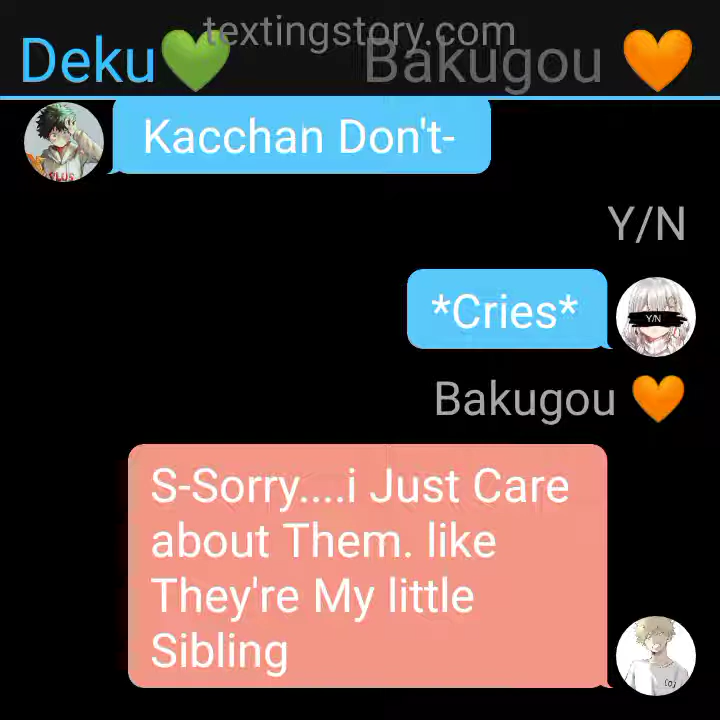 textingstory.com
Deku💚 Bakugou 🧡
Kacchan Don't-
PLUS
Y/N
*Cries*
Y/N
Bakugou 🧡
S-Sorry....i Just Care
about Them. like
They're My little
Sibling